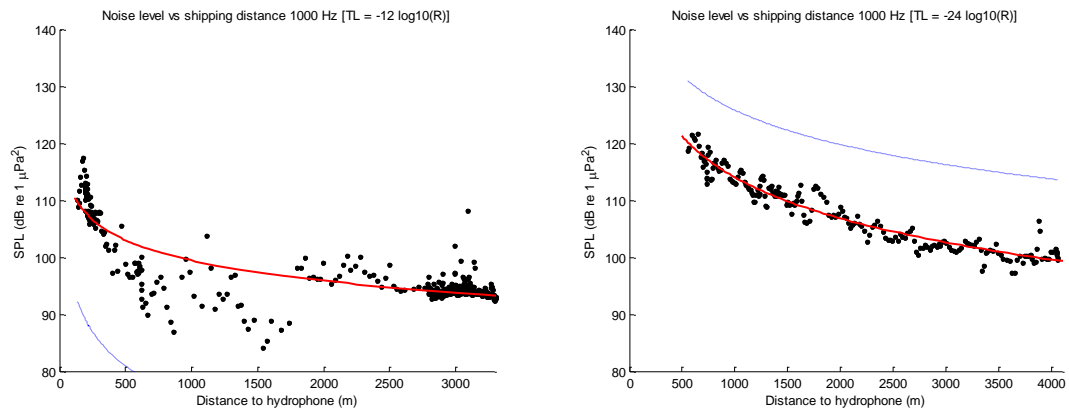 Noise level vs shipping distance 1000 Hz [TL = -12 log10(R)]
140
130
120
110
100
90
80
SPL (dB re 1 μPa²)
0 500 1000 1500 2000 2500 3000
Distance to hydrophone (m)
Noise level vs shipping distance 1000 Hz [TL = -24 log10(R)]
140
130
120
110
100
90
80
SPL (dB re 1 μPa²)
0 500 1000 1500 2000 2500 3000 3500 4000
Distance to hydrophone (m)